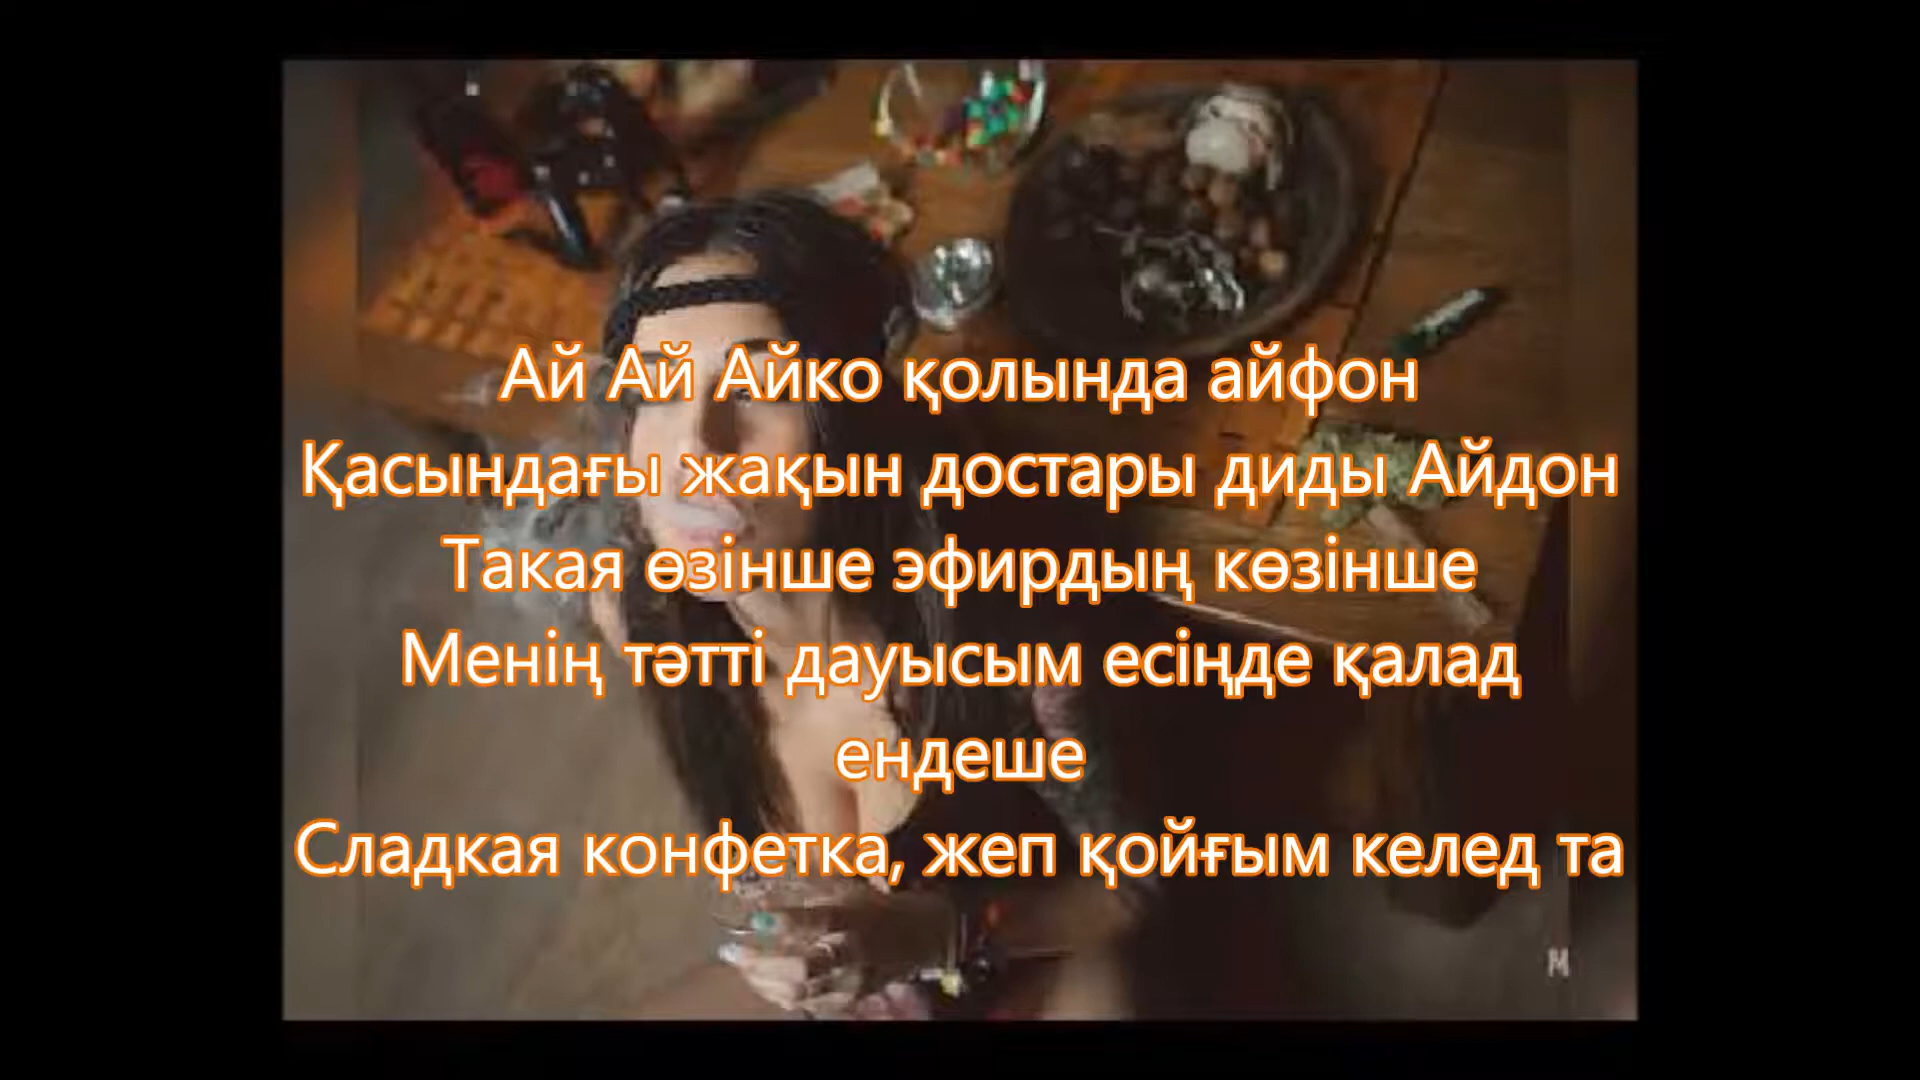 Ай Ай Айко қолында айфон
Қасындағы жақын достары диды Айдон
Такая өзінше эфирдың көзінше
Менің тәтті дауысым есіңде қалад
ендеше
Сладкая конфетка, жеп қойғым келед та
M